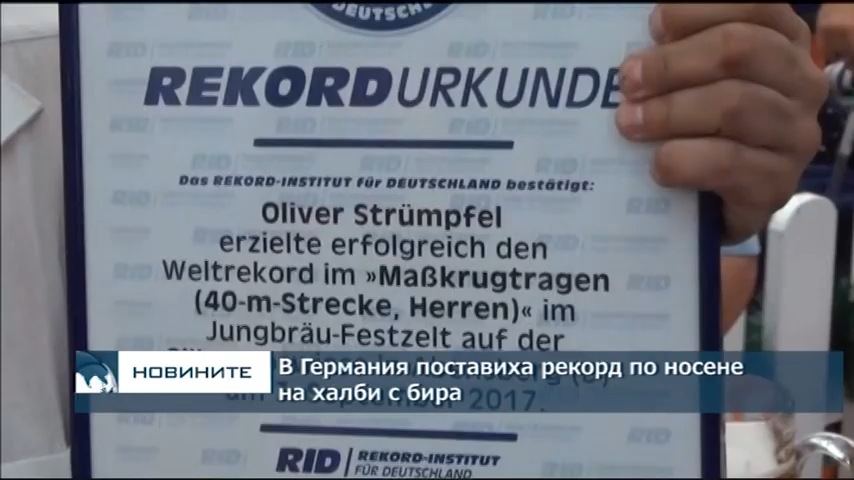 DEUTSCHL
REKORDURKUNDE
Das REKORD-INSTITUT für DEUTSCHLAND bestätigt:
Oliver Strümpfel
erzielte erfolgreich den
Weltrekord im »Maßkrugtragen
(40-m-Strecke, Herren)« im
Jungbräu-Festzelt auf der
НОВИНИТЕ
В Германия поставиха рекорд по носене
на халби с бира
2017.
RID REKORD-INSTITUT
FÜR DEUTSCHLAND